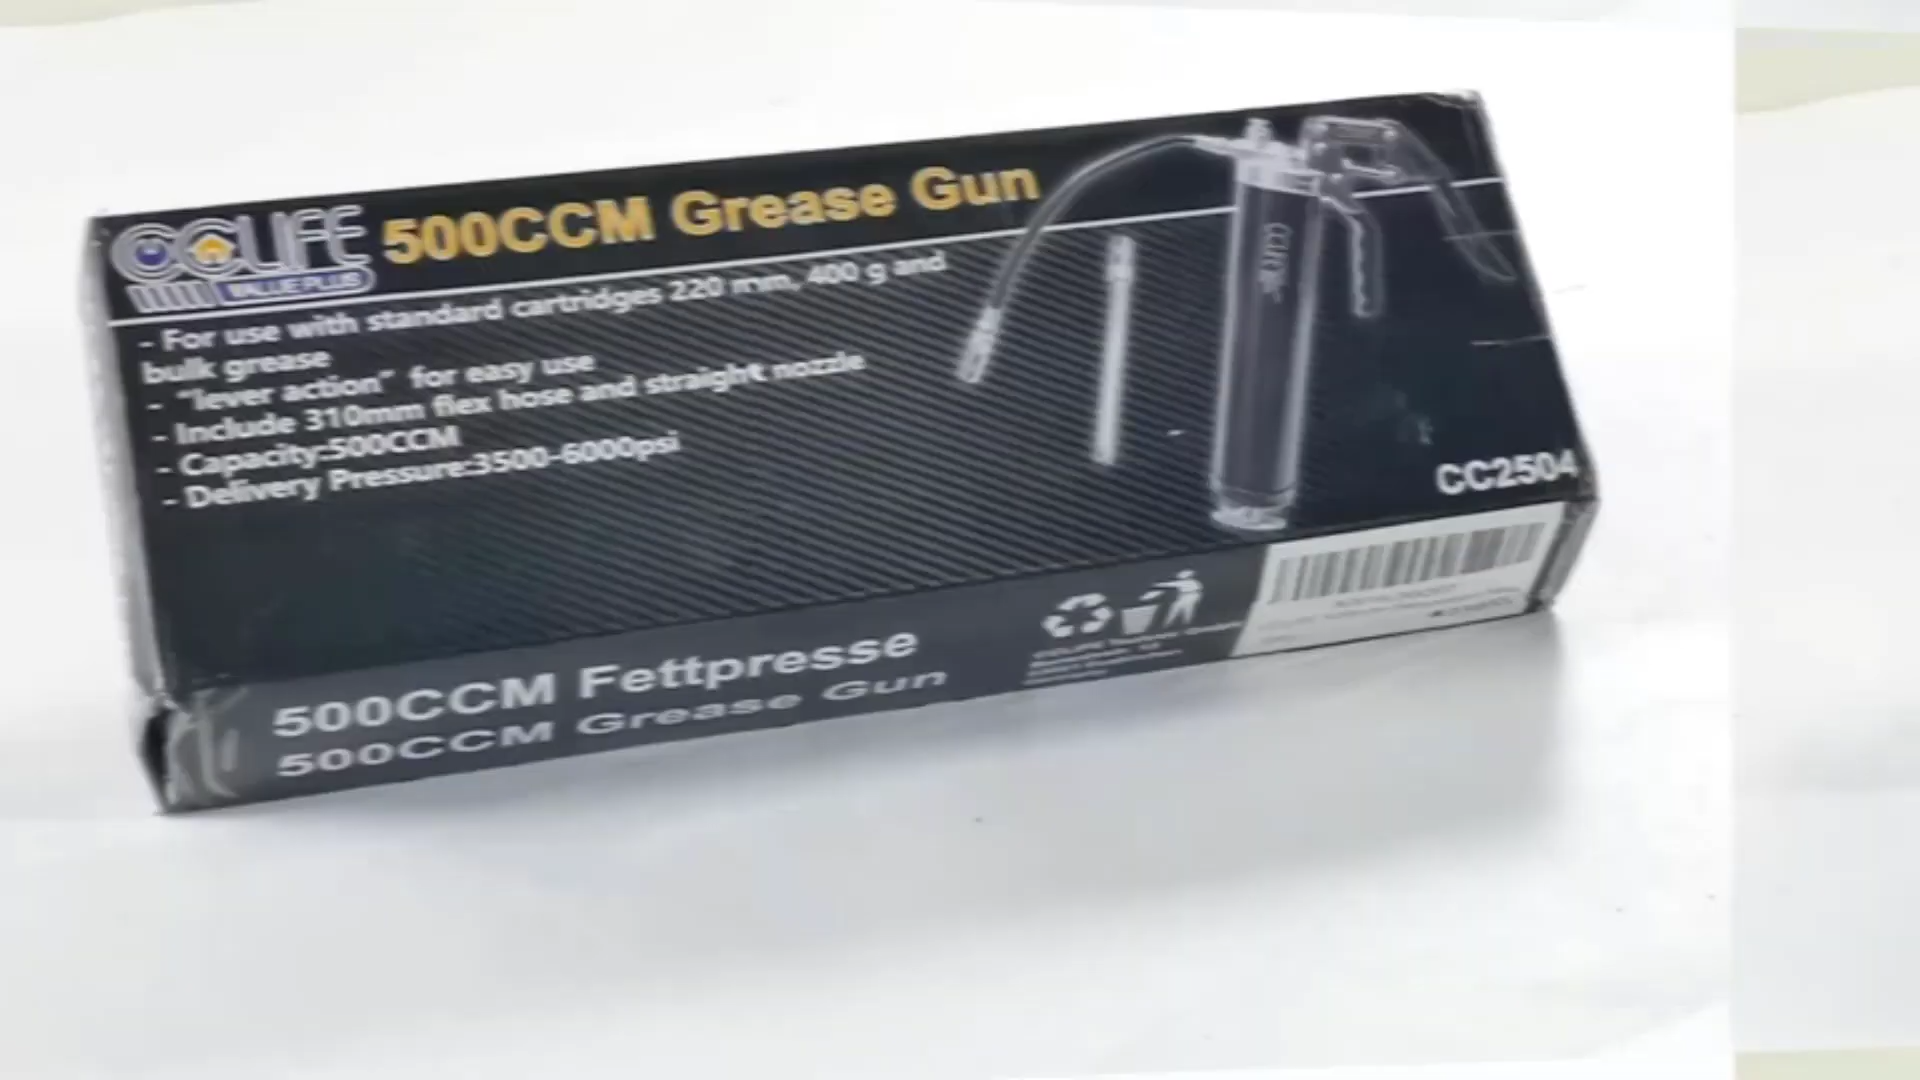 CCLIFE
VALUE PLUS
500CCM Grease Gun
- For use with standard cartridges 220 mm, 400 g and
bulk grease
- "lever action" for easy use
- Include 310mm flex hose and straight nozzle
- Capacity:500CCM
- Delivery Pressure:3500-6000psi
CC2504
500CCM Fettpresse
500CCM Grease Gun